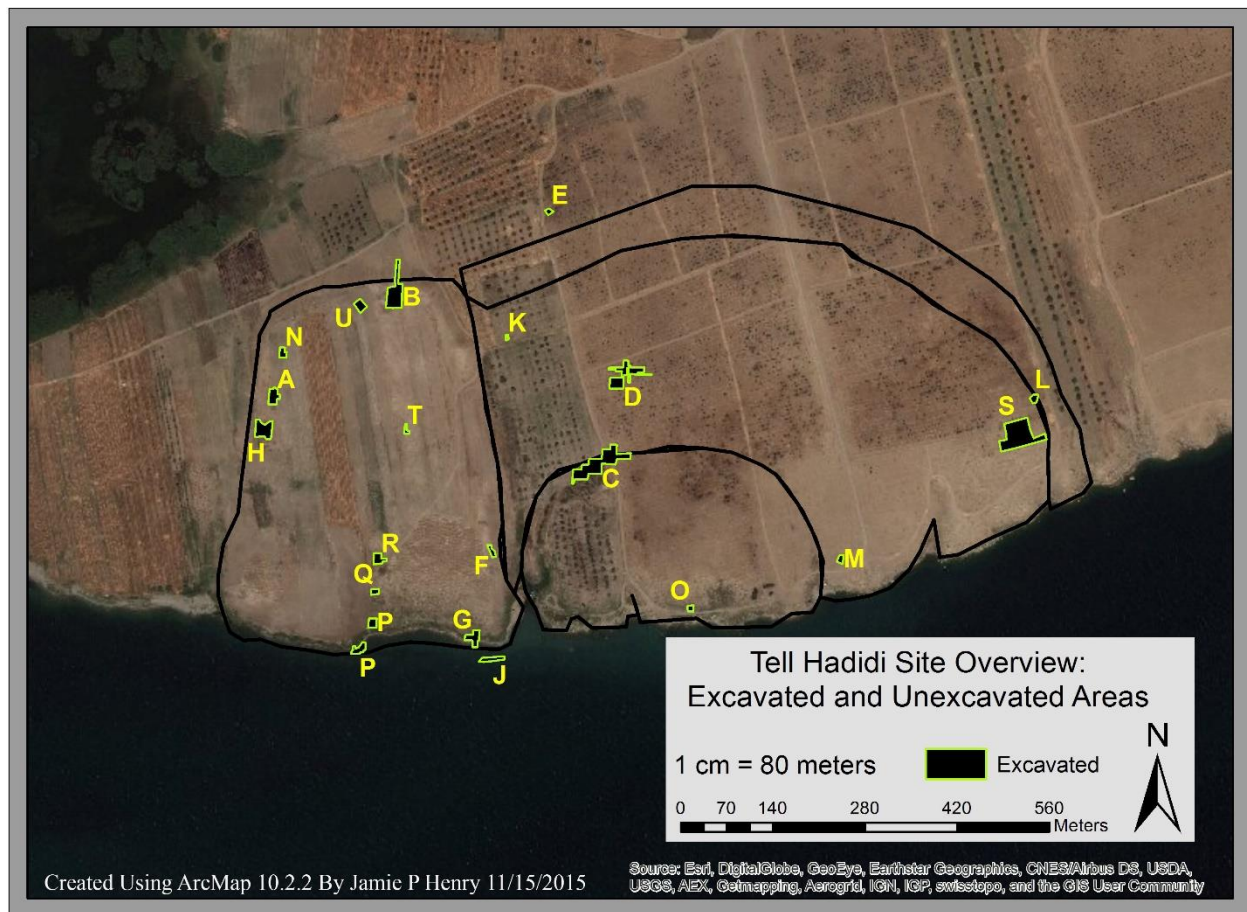 E
B
U
K
N
A
L
D
S
T
H
C
R
F
M
Q
O
P
G
P
J
Tell Hadidi Site Overview:
Excavated and Unexcavated Areas
N
1 cm = 80 meters
Excavated
0 70 140 280 420 560
Meters
Created Using ArcMap 10.2.2 By Jamie P Henry 11/15/2015
Source: Esri, DigitalGlobe, GeoEye, Earthstar Geographics, CNES/Airbus DS, USDA,
USGS, AEX, Getmapping, Aerogrid, IGN, IGP, swisstopo, and the GIS User Community